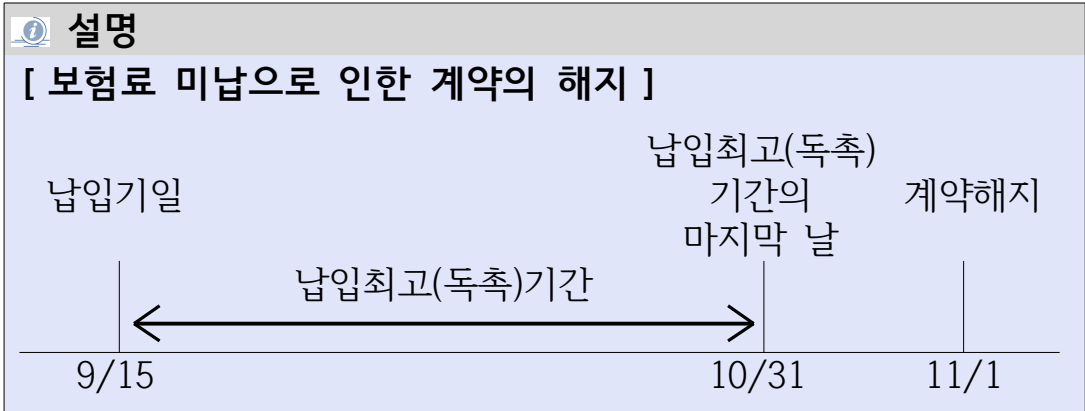 설명
[ 보험료 미납으로 인한 계약의 해지 ]
납입기일
납입최고(독촉)
기간의
마지막 날
계약해지
납입최고(독촉)기간
9/15
10/31
11/1